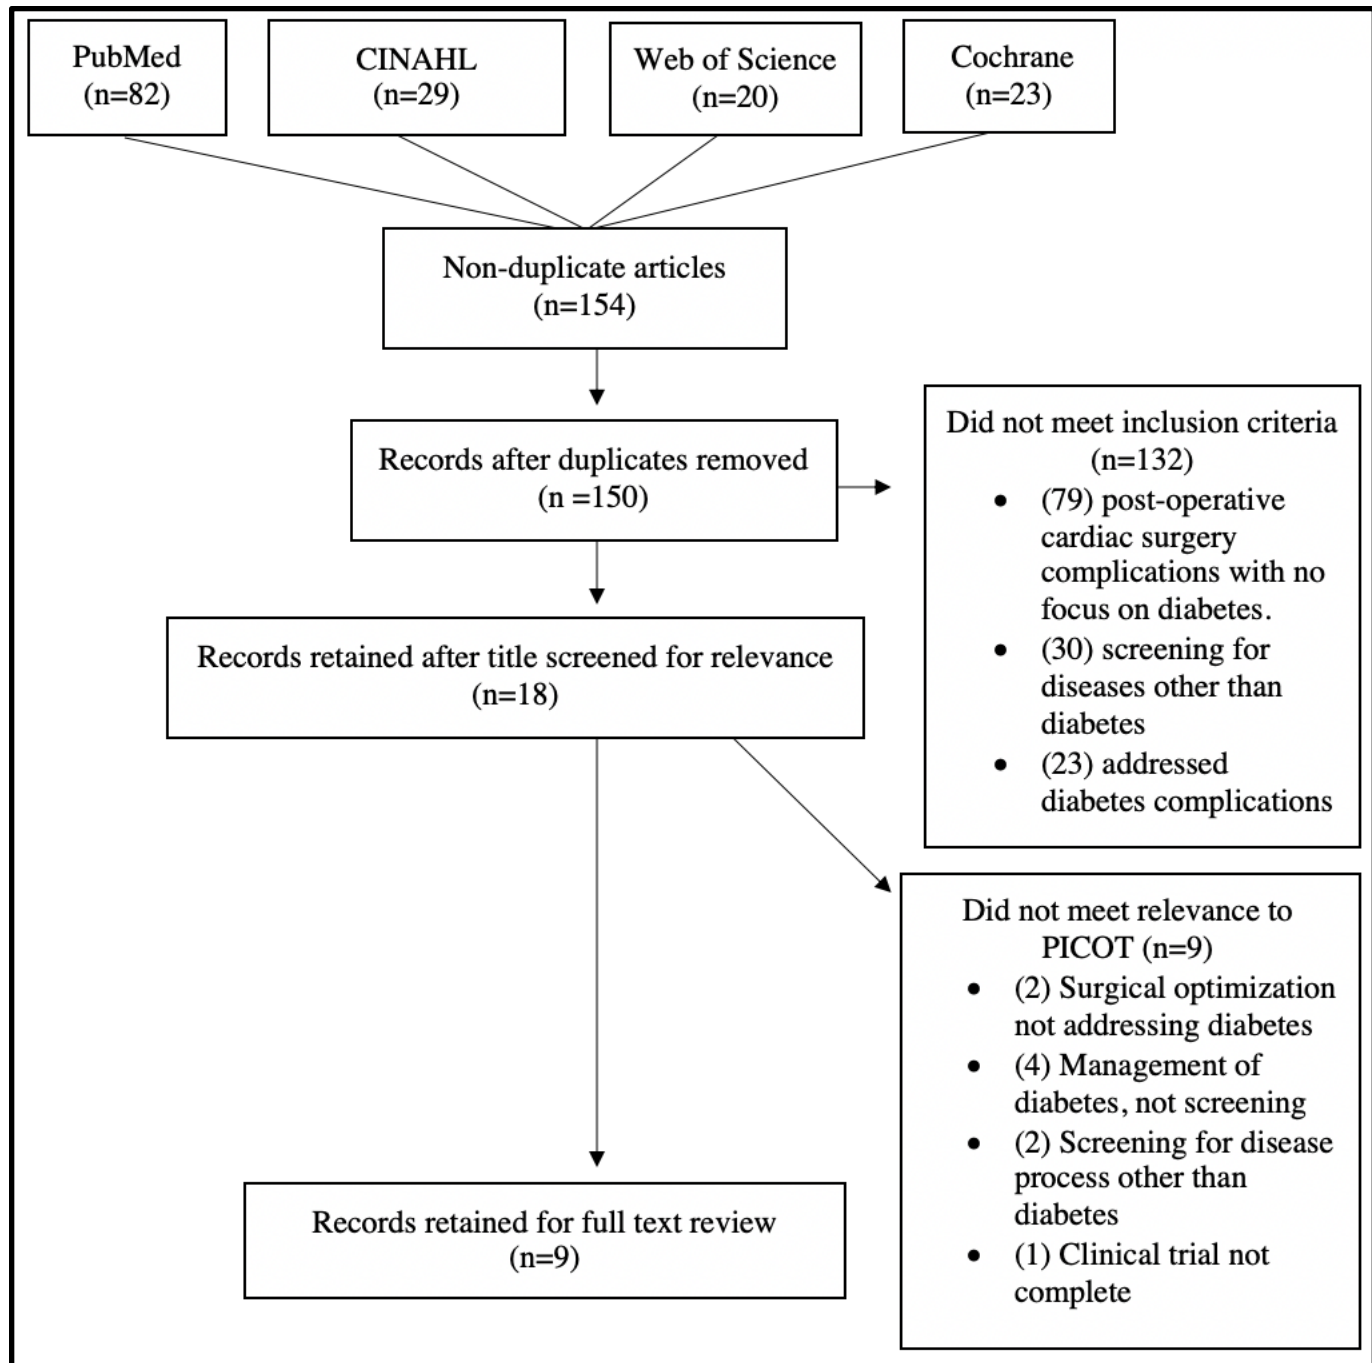 PubMed
(n=82)
CINAHL
(n=29)
Web of Science
(n=20)
Cochrane
(n=23)
Non-duplicate articles
(n=154)
Records after duplicates removed
(n =150)
Did not meet inclusion criteria
(n=132)
• (79) post-operative
cardiac surgery
complications with no
focus on diabetes.
• (30) screening for
diseases other than
diabetes
• (23) addressed
diabetes complications
Records retained after title screened for relevance
(n=18)
Did not meet relevance to
PICOT (n=9)
• (2) Surgical optimization
not addressing diabetes
• (4) Management of
diabetes, not screening
• (2) Screening for disease
process other than
diabetes
• (1) Clinical trial not
complete
Records retained for full text review
(n=9)